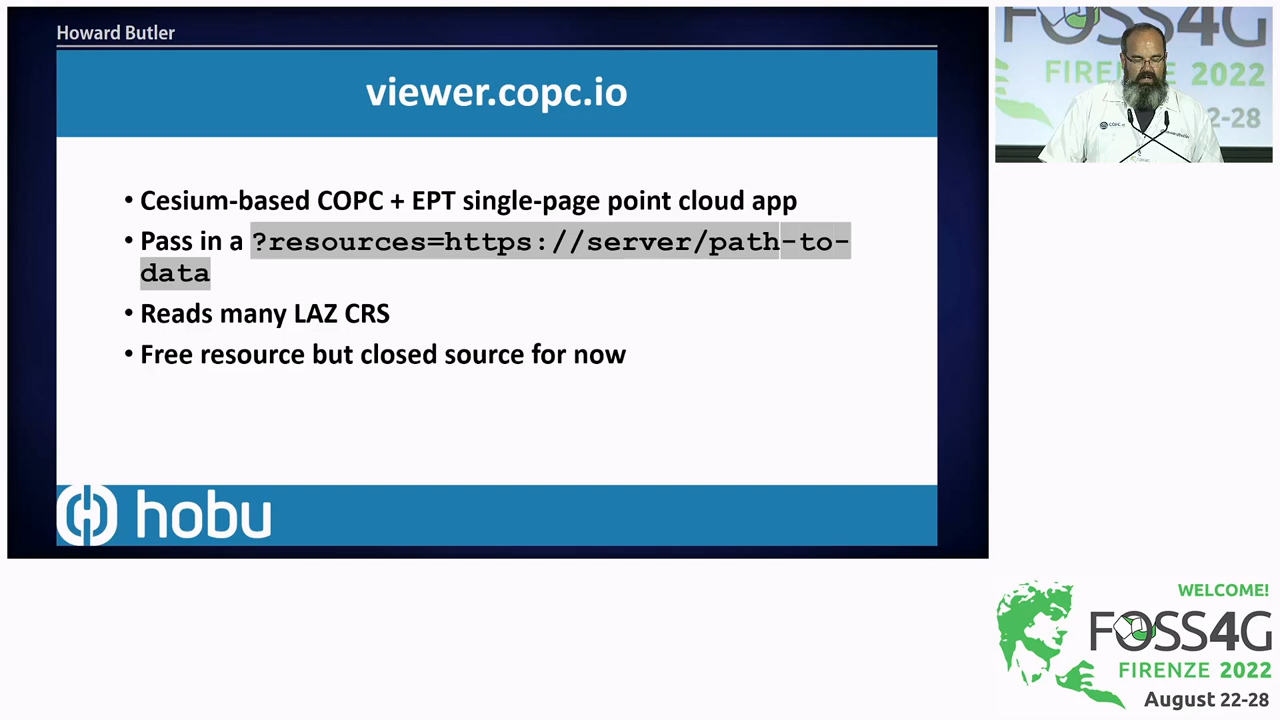 Howard Butler
viewer.copc.io
• Cesium-based COPC + EPT single-page point cloud app
• Pass in a ?resources=https://server/path-to-
data
• Reads many LAZ CRS
• Free resource but closed source for now
hobu
FOSS4G
FIRENZE 2022
2-28
WELCOME!
FOSS4G
FIRENZE 2022
August 22-28